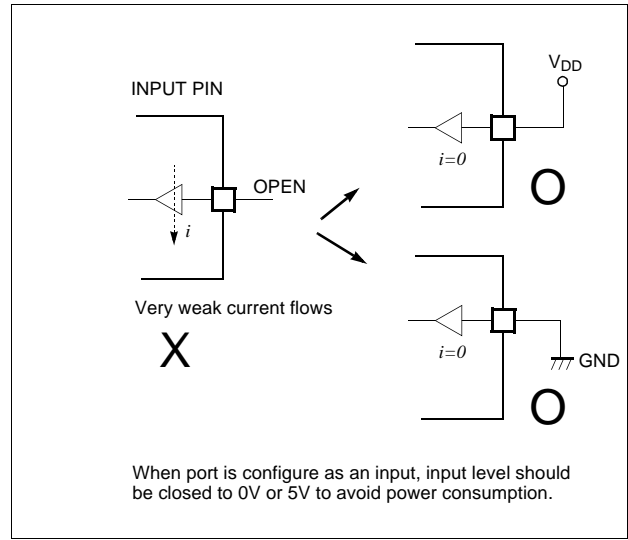 INPUT PIN
OPEN
i
Very weak current flows
X
VDD
i=0
O
i=0
GND
O
When port is configure as an input, input level should
be closed to 0V or 5V to avoid power consumption.